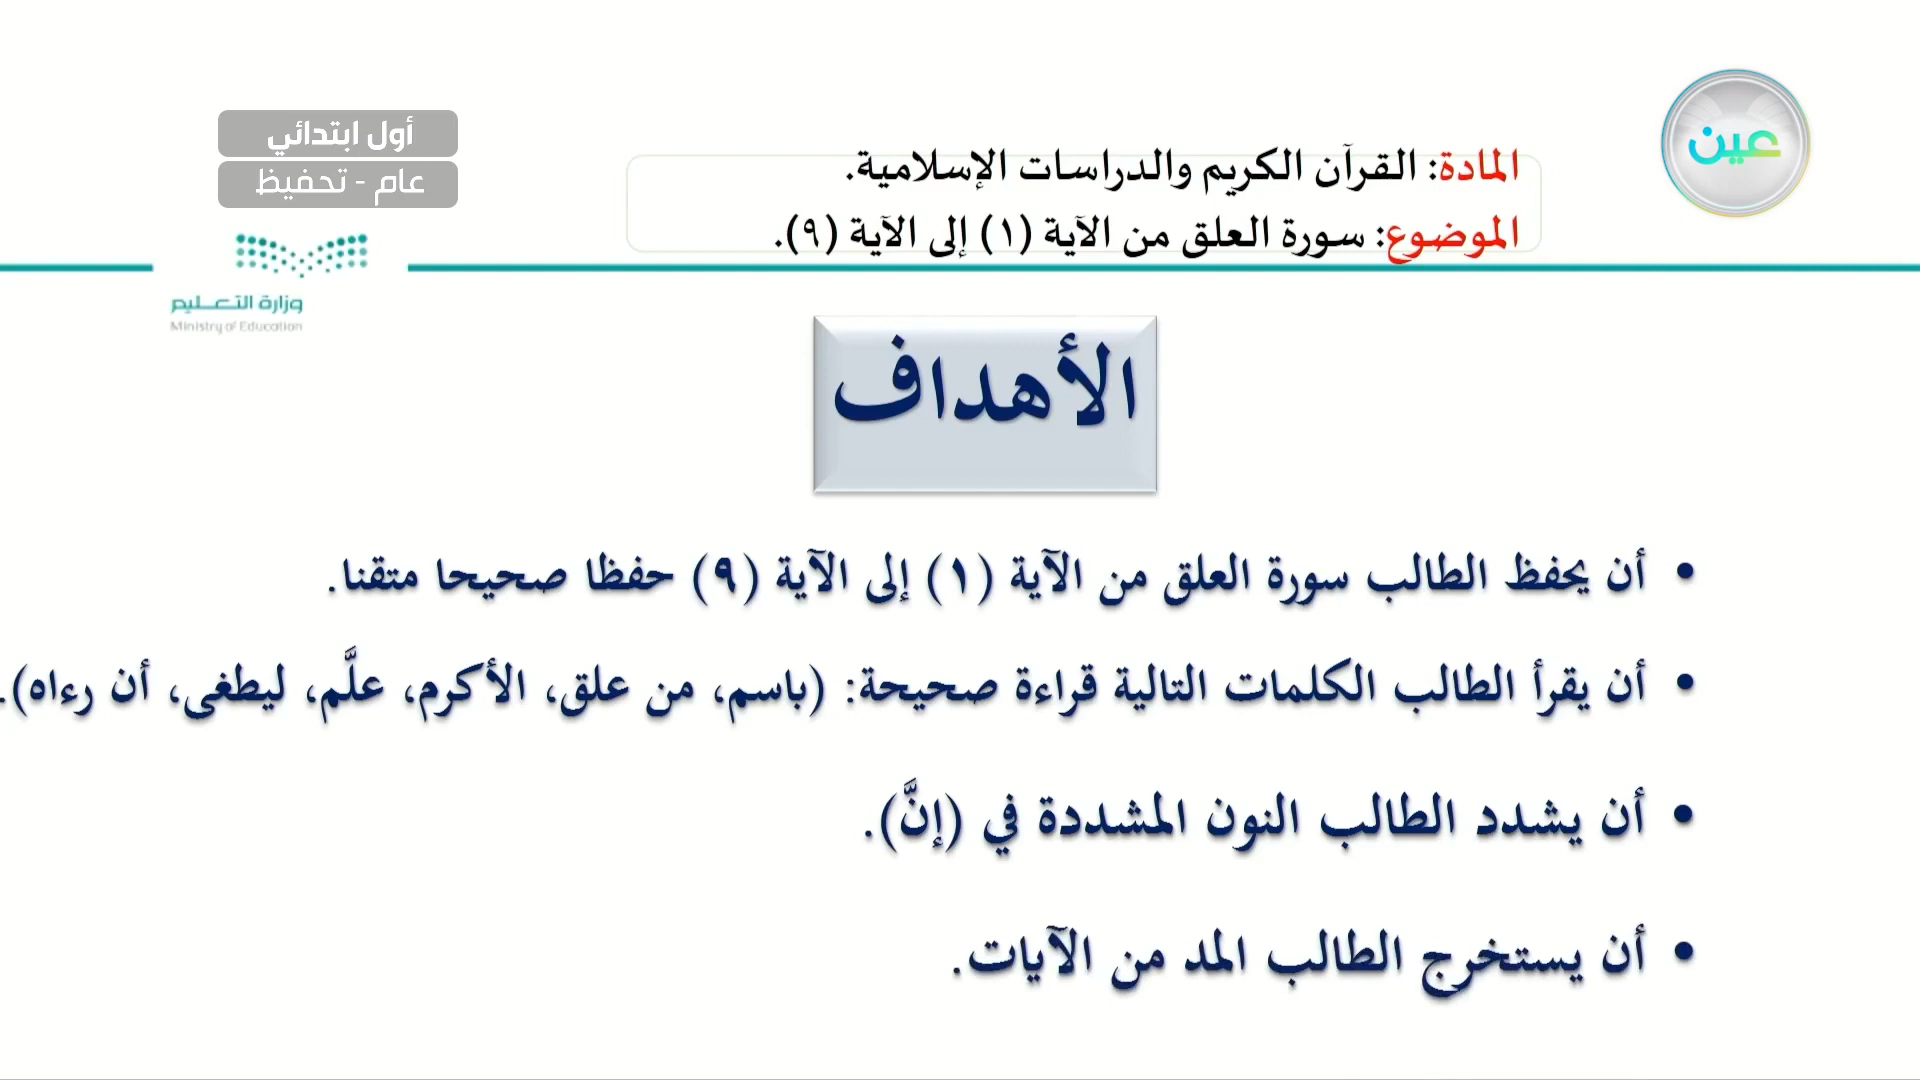 عين
أول ابتدائي
عام - تحفيظ
المادة: القرآن الكريم والدراسات الإسلامية.
الموضوع: سورة العلق من الآية (١) إلى الآية (٩).
وزارة التعليم
Ministry of Education
الأهداف
• أن يحفظ الطالب سورة العلق من الآية (١) إلى الآية (٩) حفظا صحيحا متقنا.
• أن يقرأ الطالب الكلمات التالية قراءة صحيحة: (باسم، من علق، الأكرم، علَّم، ليطغى، أن رءاه).
• أن يشدد الطالب النون المشددة في (إنَّ).
• أن يستخرج الطالب المد من الآيات.